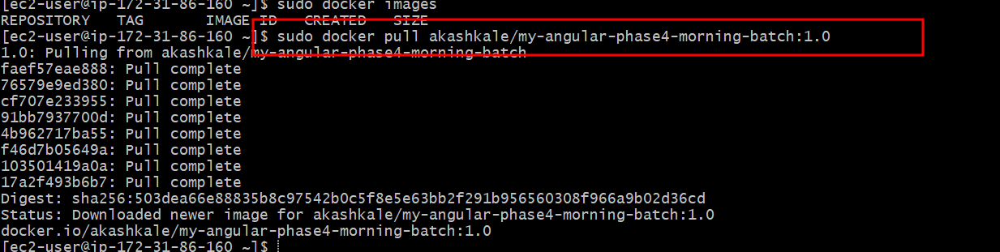 [ec2-user@ip-172-31-86-160 ~]$ sudo docker images
REPOSITORY   TAG       IMAGE ID   CREATED   SIZE
[ec2-user@ip-172-31-86-160 ~]$ sudo docker pull akashkale/my-angular-phase4-morning-batch:1.0
1.0: Pulling from akashkale/my-angular-phase4-morning-batch
faef57eae888: Pull complete
76579e9ed380: Pull complete
cf707e233955: Pull complete
91bb7937700d: Pull complete
4b962717ba55: Pull complete
f46d7b05649a: Pull complete
103501419a0a: Pull complete
17a2f493b6b7: Pull complete
Digest: sha256:503dea66e88835b8c97542b0c5f8e5e63bb2f291b956560308f966a9b02d36cd
Status: Downloaded newer image for akashkale/my-angular-phase4-morning-batch:1.0
docker.io/akashkale/my-angular-phase4-morning-batch:1.0
[ec2-user@ip-172-31-86-160 ~]$